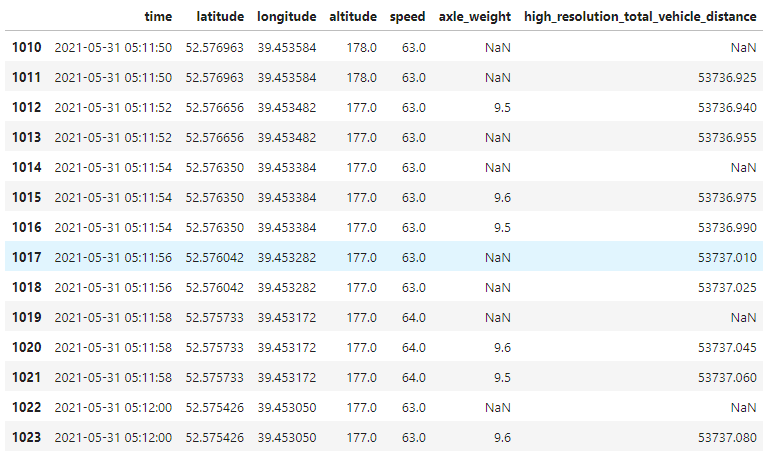 time latitude longitude altitude speed axle_weight high_resolution_total_vehicle_distance
1010 2021-05-31 05:11:50 52.576963 39.453584 178.0 63.0 NaN NaN
1011 2021-05-31 05:11:50 52.576963 39.453584 178.0 63.0 NaN 53736.925
1012 2021-05-31 05:11:52 52.576656 39.453482 177.0 63.0 9.5 53736.940
1013 2021-05-31 05:11:52 52.576656 39.453482 177.0 63.0 NaN 53736.955
1014 2021-05-31 05:11:54 52.576350 39.453384 177.0 63.0 NaN NaN
1015 2021-05-31 05:11:54 52.576350 39.453384 177.0 63.0 9.6 53736.975
1016 2021-05-31 05:11:54 52.576350 39.453384 177.0 63.0 9.5 53736.990
1017 2021-05-31 05:11:56 52.576042 39.453282 177.0 63.0 NaN 53737.010
1018 2021-05-31 05:11:56 52.576042 39.453282 177.0 63.0 NaN 53737.025
1019 2021-05-31 05:11:58 52.575733 39.453172 177.0 64.0 NaN NaN
1020 2021-05-31 05:11:58 52.575733 39.453172 177.0 64.0 9.6 53737.045
1021 2021-05-31 05:11:58 52.575733 39.453172 177.0 64.0 9.5 53737.060
1022 2021-05-31 05:12:00 52.575426 39.453050 177.0 63.0 NaN NaN
1023 2021-05-31 05:12:00 52.575426 39.453050 177.0 63.0 9.6 53737.080